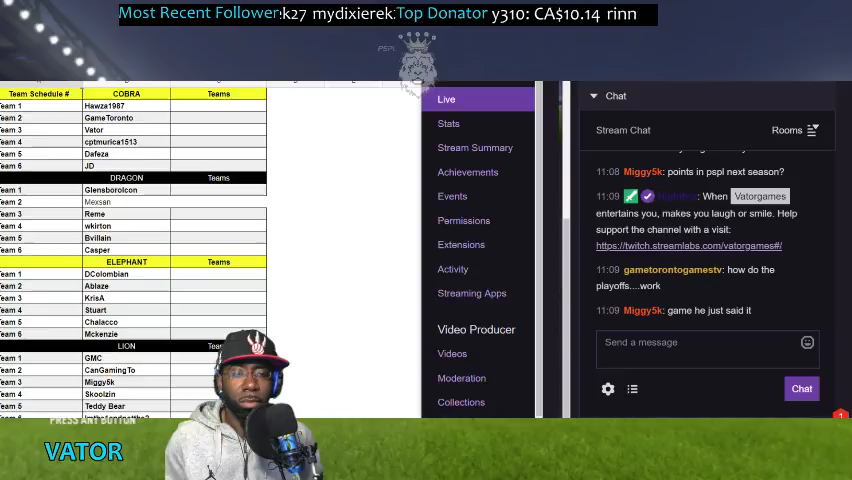 Most Recent Follower: k27 mydixierek Top Donator y310: CA$10.14 rinn
PSPL
Team Schedule # COBRA Teams
Team 1 Hawza1987
Team 2 GameToronto
Team 3 Vator
Team 4 cptmurica1513
Team 5 Dafeza
Team 6 JD
DRAGON Teams
Team 1 GlensboroIcon
Team 2 Mexsan
Team 3 Reme
Team 4 wkirton
Team 5 Bvillain
Team 6 Casper
ELEPHANT Teams
Team 1 DColombian
Team 2 Ablaze
Team 3 KrisA
Team 4 Stuart
Team 5 Chalacco
Team 6 Mckenzie
LION
Team 1 GMC
Team 2 CanGamingTo
Team 3 Miggy5k
Team 4 Skoolzin
Team 5 Teddy Bear
PRESS ANY BUTTON
VATOR
Live
Stats
Stream Summary
Achievements
Events
Permissions
Extensions
Activity
Streaming Apps
Video Producer
Videos
Moderation
Collections
Chat
Stream Chat Rooms
11:08 Miggy5k: points in pspl next season?
11:09 Nightbot: When Vatorgames
entertains you, makes you laugh or smile. Help
support the channel with a visit:
https://twitch.streamlabs.com/vatorgames#/
11:09 gametorontogamestv: how do the
playoffs....work
11:09 Miggy5k: game he just said it
Send a message
Chat
1